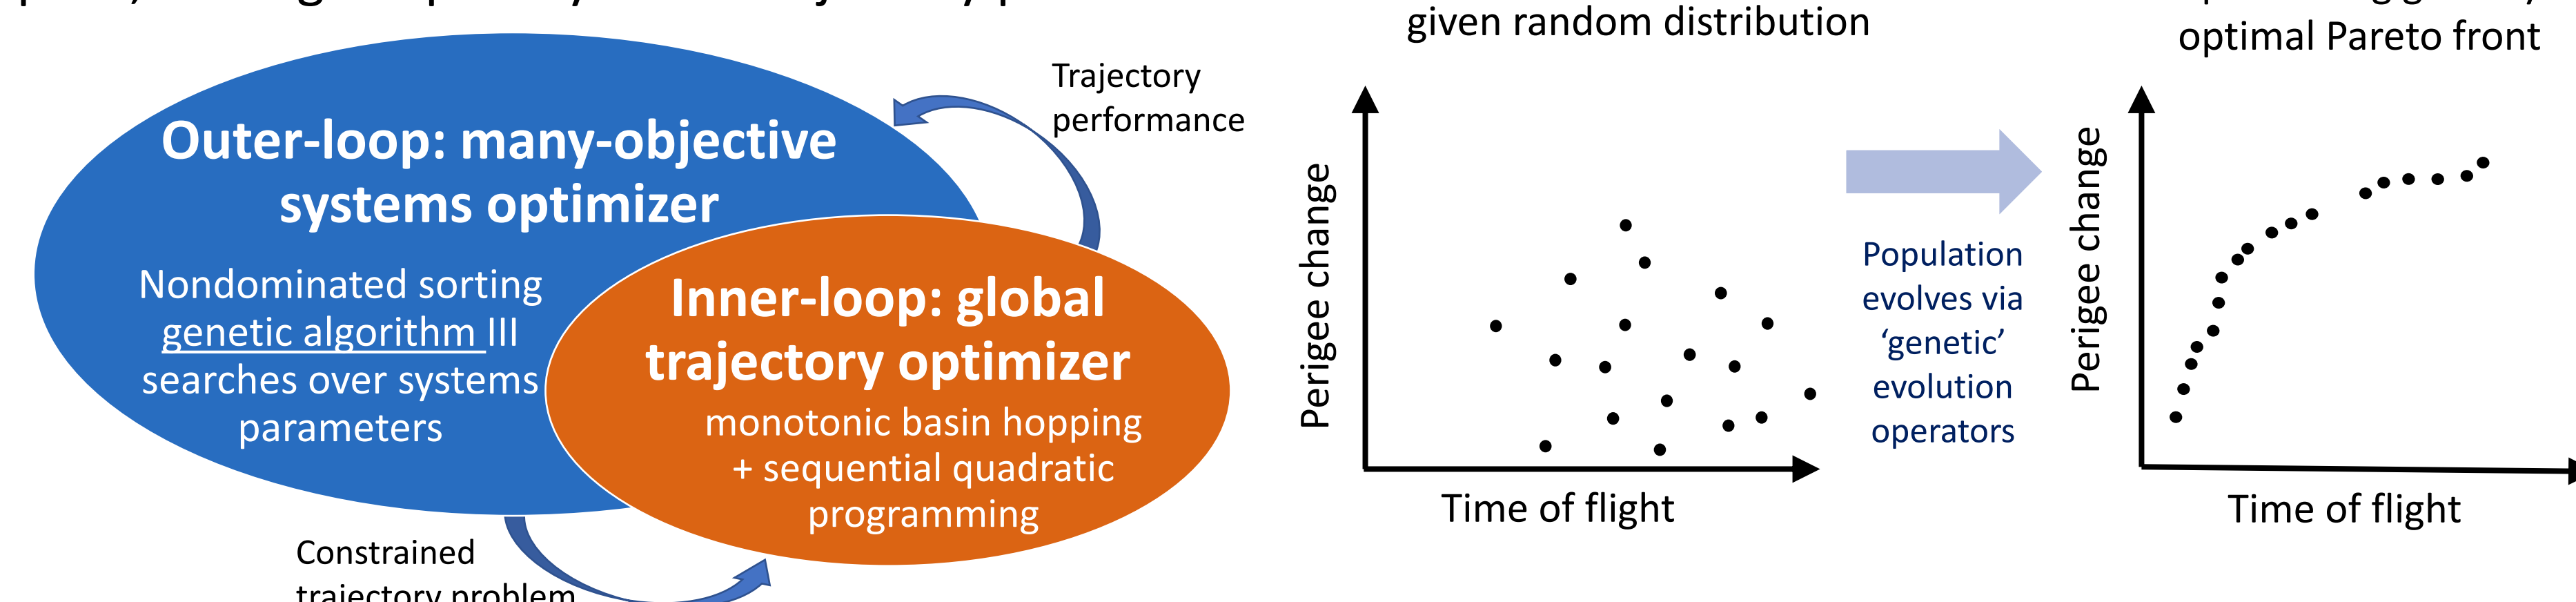 Outer-loop: many-objective
systems optimizer
Nondominated sorting
genetic algorithm III
searches over systems
parameters
Trajectory
performance
Inner-loop: global
trajectory optimizer
monotonic basin hopping
+ sequential quadratic
programming
Constrained
trajectory problem
given random distribution
Perigee change
Time of flight
Population
evolves via
‘genetic’
evolution
operators
optimal Pareto front
Perigee change
Time of flight